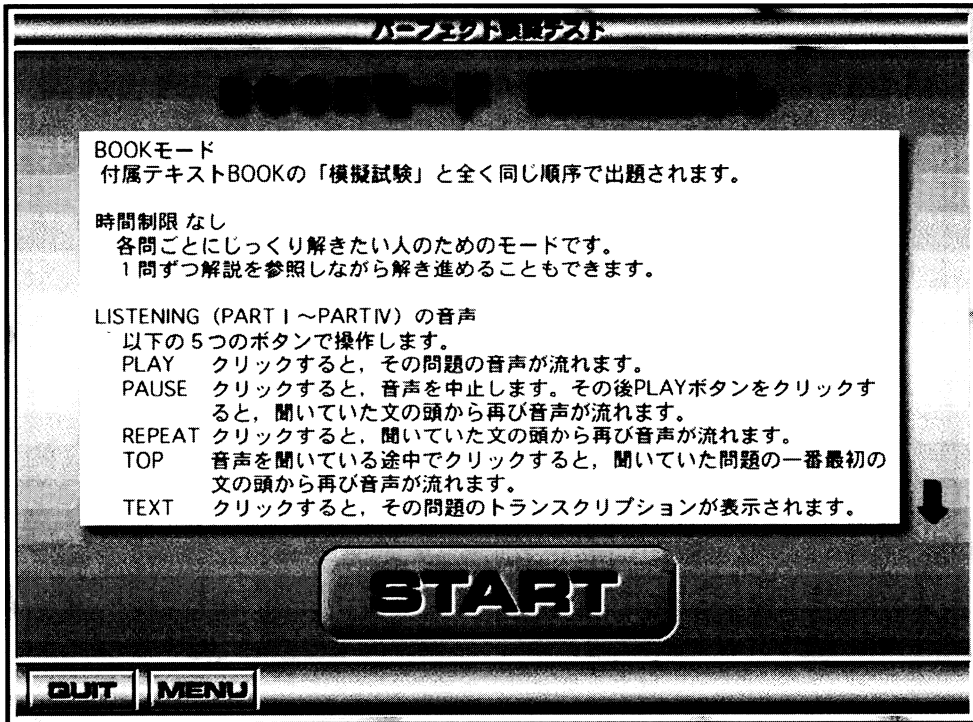 パーフェクト模擬テスト
BOOKモード
付属テキストBOOKの「模擬試験」と全く同じ順序で出題されます。
時間制限 なし
各問ごとにじっくり解きたい人のためのモードです。
1問ずつ解説を参照しながら解き進めることもできます。
LISTENING（PART I～PART IV）の音声
以下の5つのボタンで操作します。
PLAY クリックすると，その問題の音声が流れます。
PAUSE クリックすると，音声を中止します。その後PLAYボタンをクリックす
ると，聞いていた文の頭から再び音声が流れます。
REPEAT クリックすると，聞いていた文の頭から再び音声が流れます。
TOP 音声を聞いている途中でクリックすると，聞いていた問題の一番最初の
文の頭から再び音声が流れます。
TEXT クリックすると，その問題のトランスクリプションが表示されます。
START
QUIT MENU